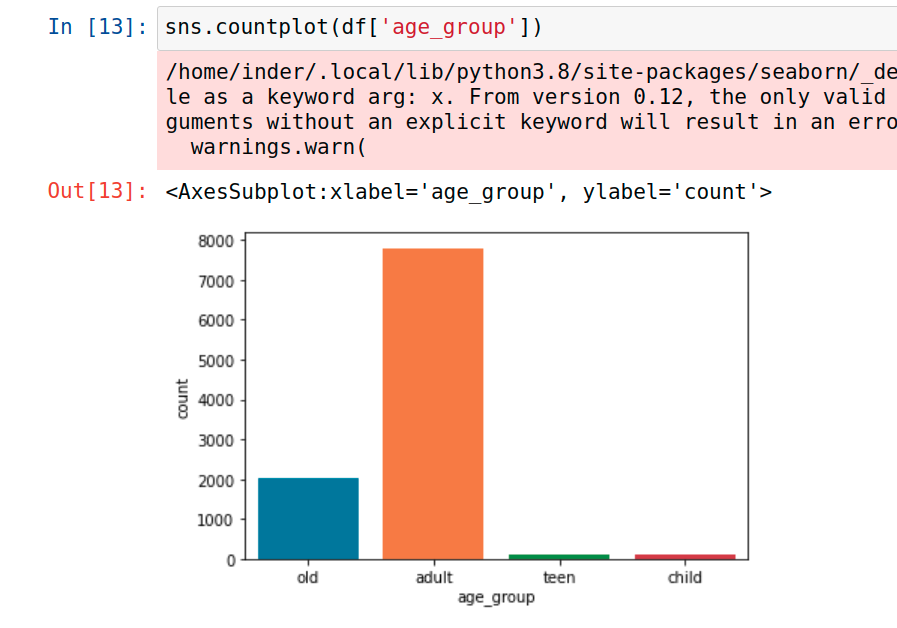 In [13]: sns.countplot(df['age_group'])
/home/inder/.local/lib/python3.8/site-packages/seaborn/_de
le as a keyword arg: x. From version 0.12, the only valid
guments without an explicit keyword will result in an erro
warnings.warn(
Out[13]: <AxesSubplot:xlabel='age_group', ylabel='count'>
8000
7000
6000
5000
4000
3000
2000
1000
0
count
old adult teen child
age_group